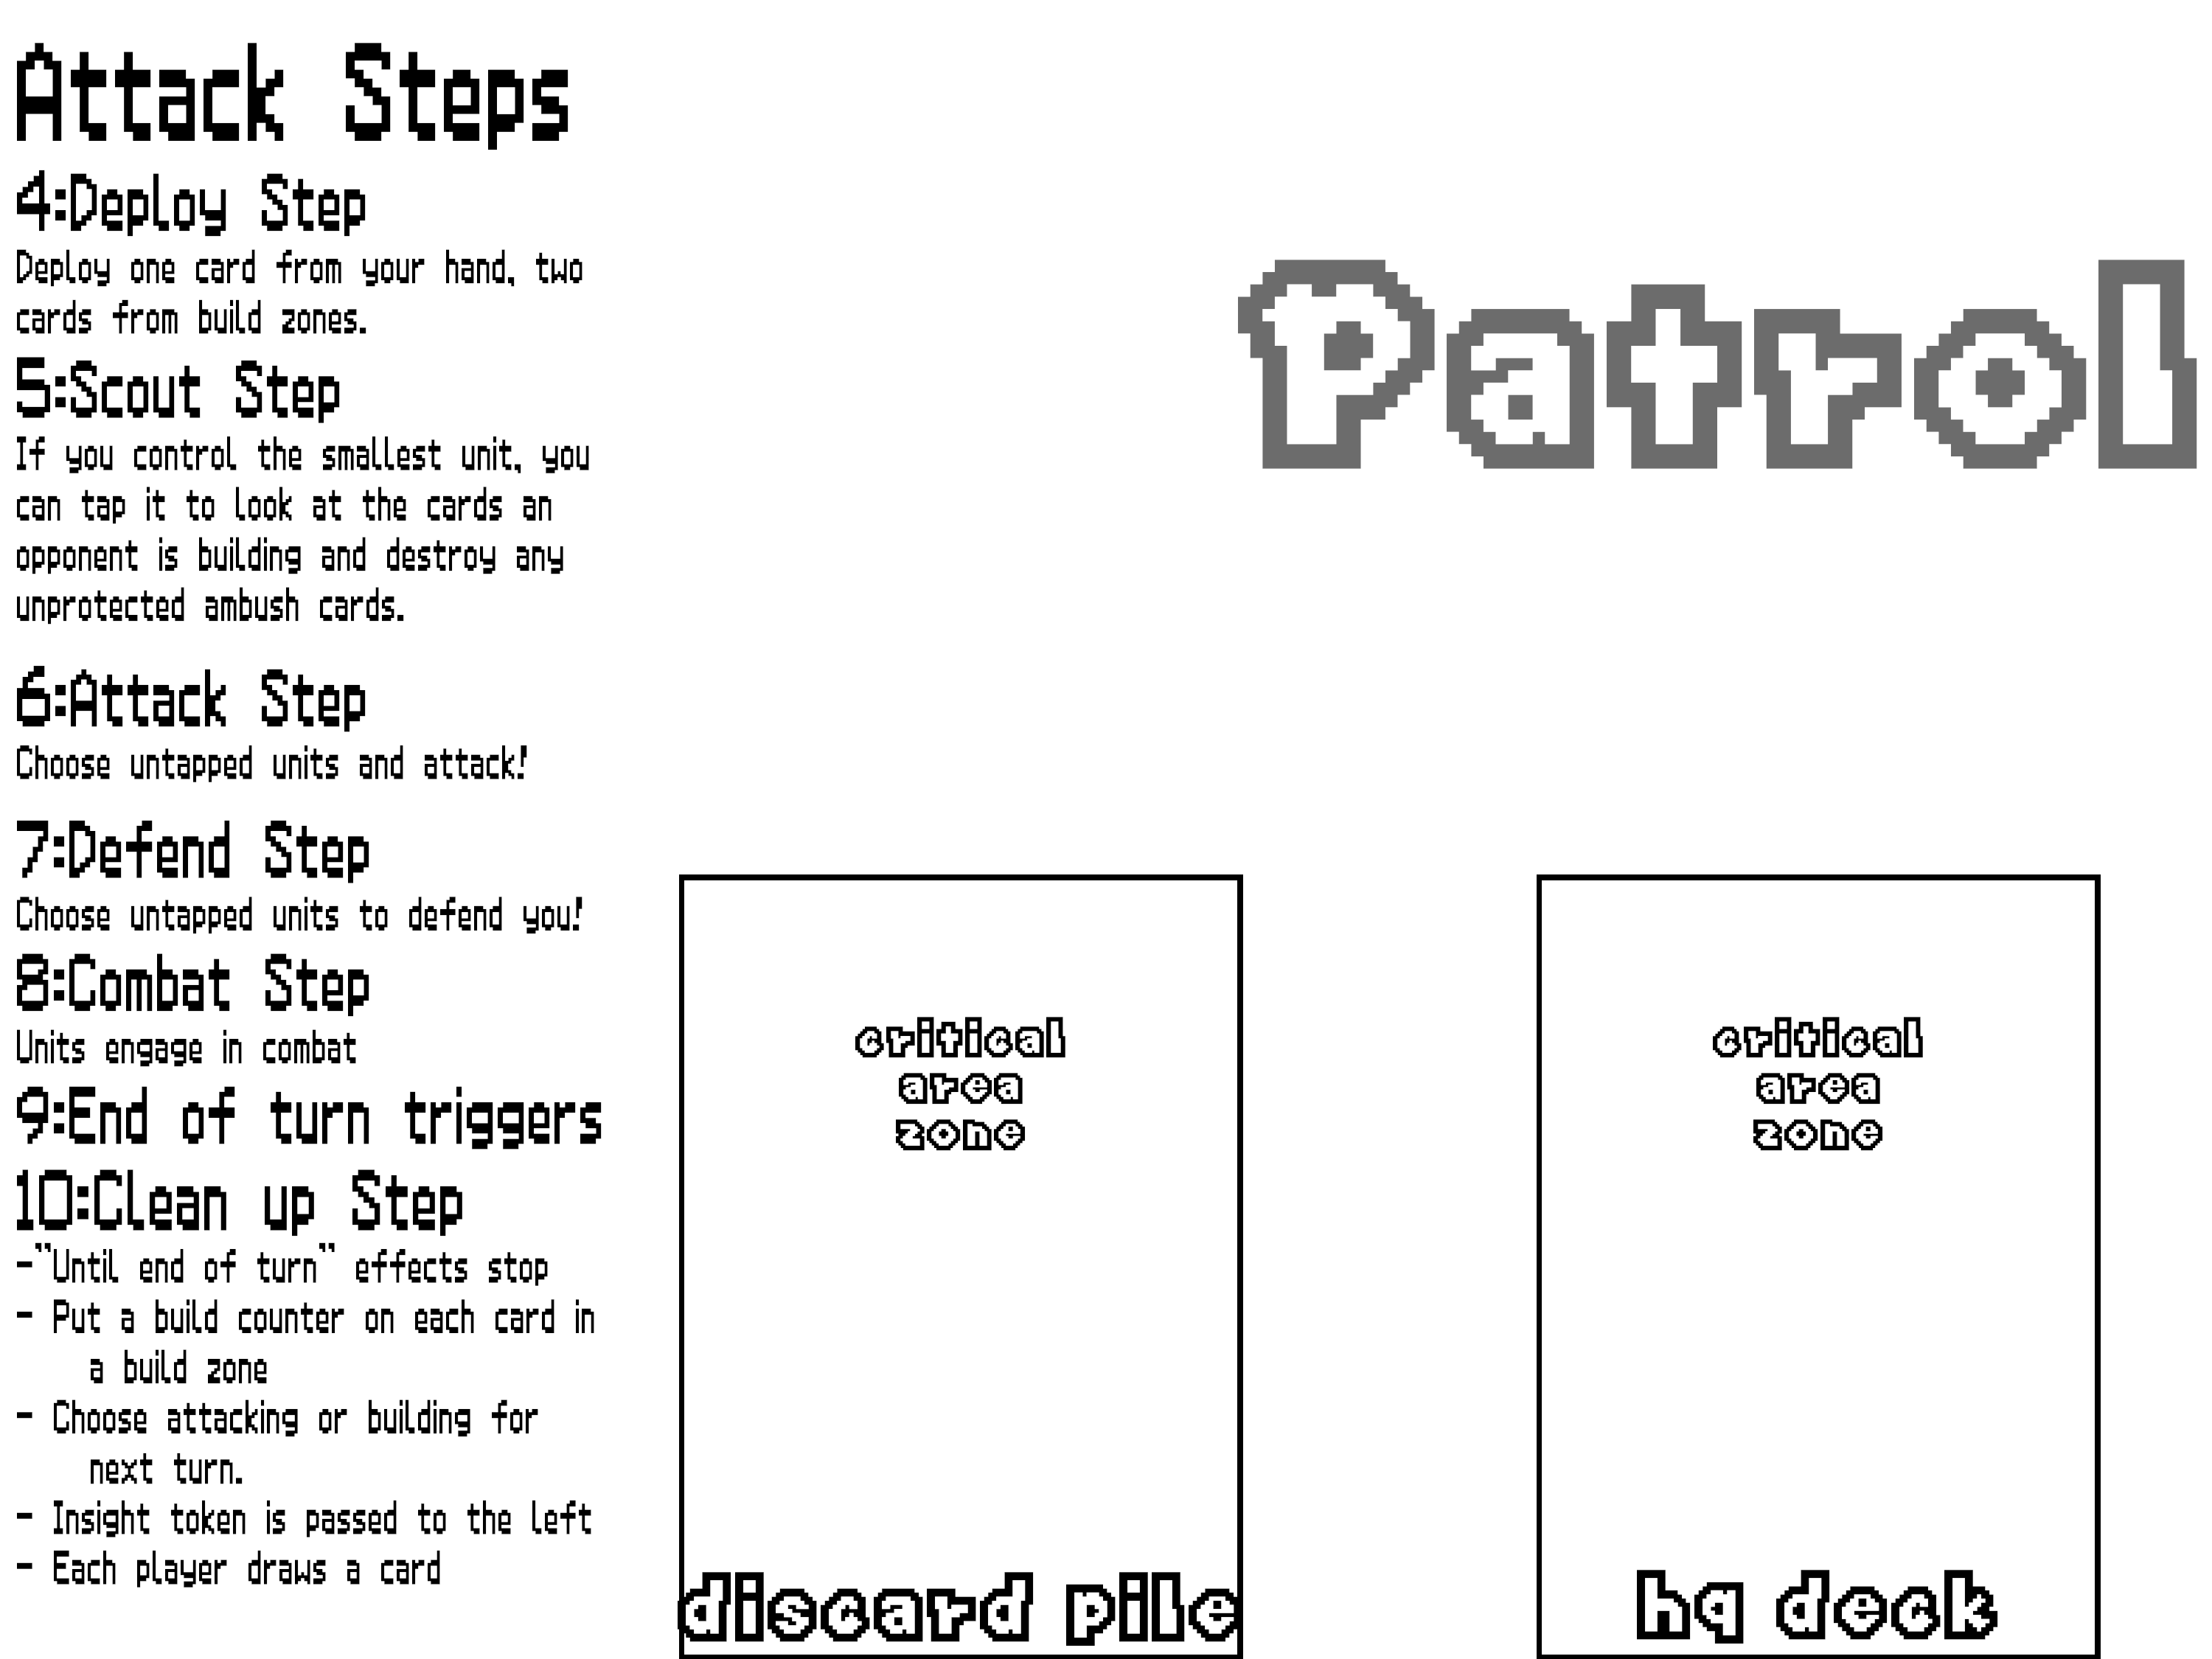 Attack Steps
4:Deploy Step
Deploy one card from your hand, two
cards from build zones.
5:Scout Step
If you control the smallest unit, you
can tap it to look at the cards an
opponent is building and destroy any
unprotected ambush cards.
6:Attack Step
Choose untapped units and attack!
7:Defend Step
Choose untapped units to defend you!
8:Combat Step
Units engage in combat
9:End of turn triggers
10:Clean up Step
-"Until end of turn" effects stop
- Put a build counter on each card in
a build zone
- Choose attacking or building for
next turn.
- Insight token is passed to the left
- Each player draws a card
Patrol
critical
area
zone
discard pile
critical
area
zone
hq deck